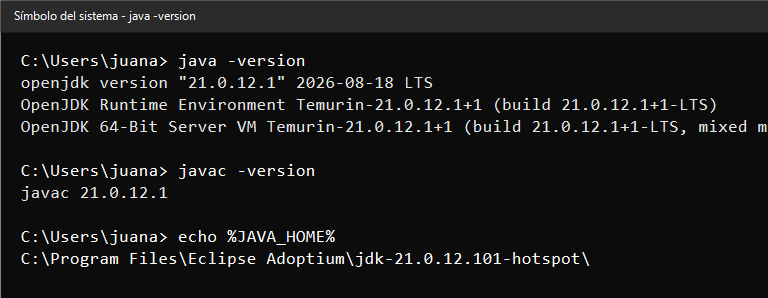 Símbolo del sistema - java -version
C:\Users\juana> java -version
openjdk version "21.0.12.1" 2026-08-18 LTS
OpenJDK Runtime Environment Temurin-21.0.12.1+1 (build 21.0.12.1+1-LTS)
OpenJDK 64-Bit Server VM Temurin-21.0.12.1+1 (build 21.0.12.1+1-LTS, mixed m
C:\Users\juana> javac -version
javac 21.0.12.1
C:\Users\juana> echo %JAVA_HOME%
C:\Program Files\Eclipse Adoptium\jdk-21.0.12.101-hotspot\